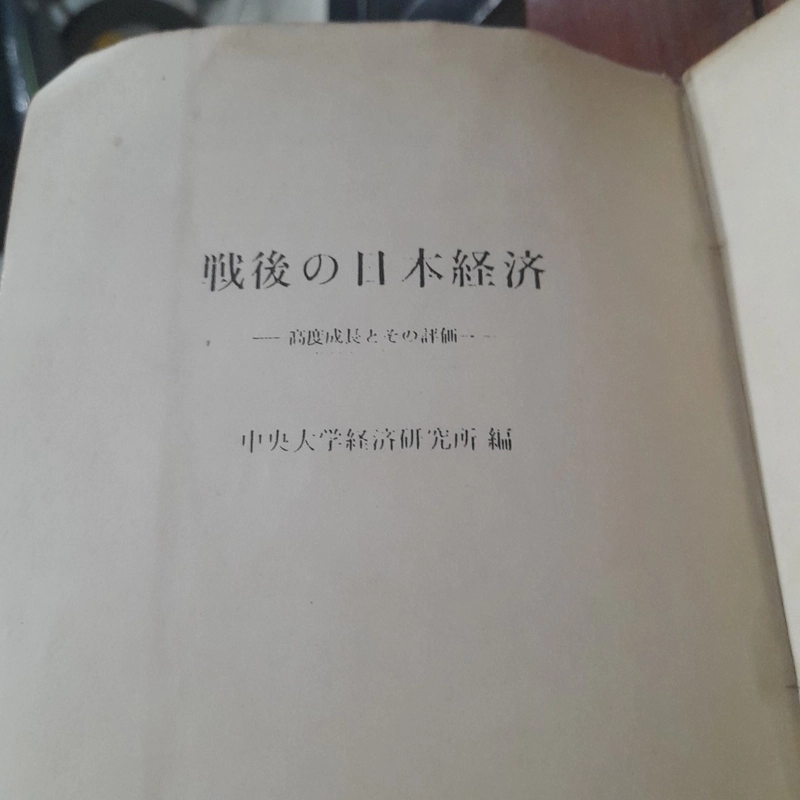 戦後の日本経済
—— 高度成長とその評価 ——
中央大学経済研究所 編